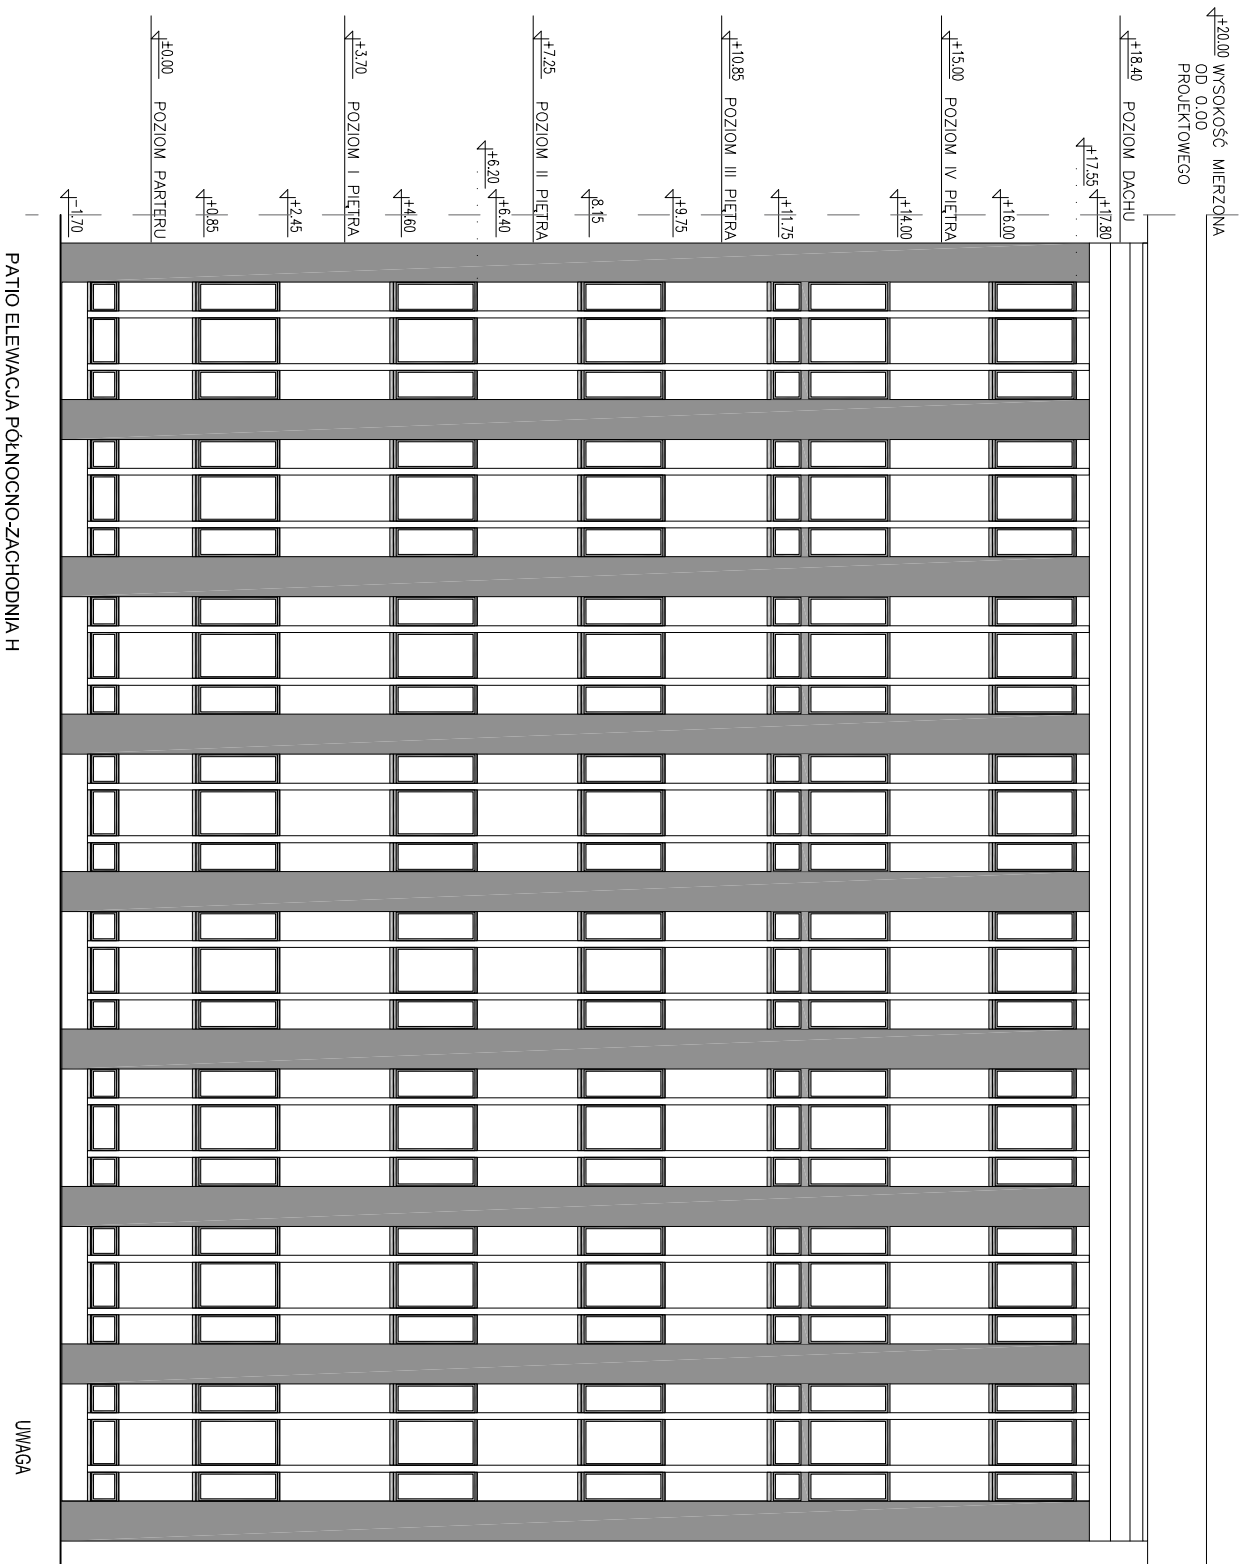 +20.00 WYSOKOŚĆ MIERZONA
OD 0.00
PROJEKTOWEGO
+18.40 POZIOM DACHU
+17.80
+17.55
+16.00
+15.00 POZIOM IV PIĘTRA
+14.00
+11.75
+10.85 POZIOM III PIĘTRA
+9.75
8.15
+7.25 POZIOM II PIĘTRA
+6.40
+6.20
+4.60
+3.70 POZIOM I PIĘTRA
+2.45
+0.85
±0.00 POZIOM PARTERU
-1.70
PATIO ELEWACJA PÓŁNOCNO-ZACHODNIA H
UWAGA